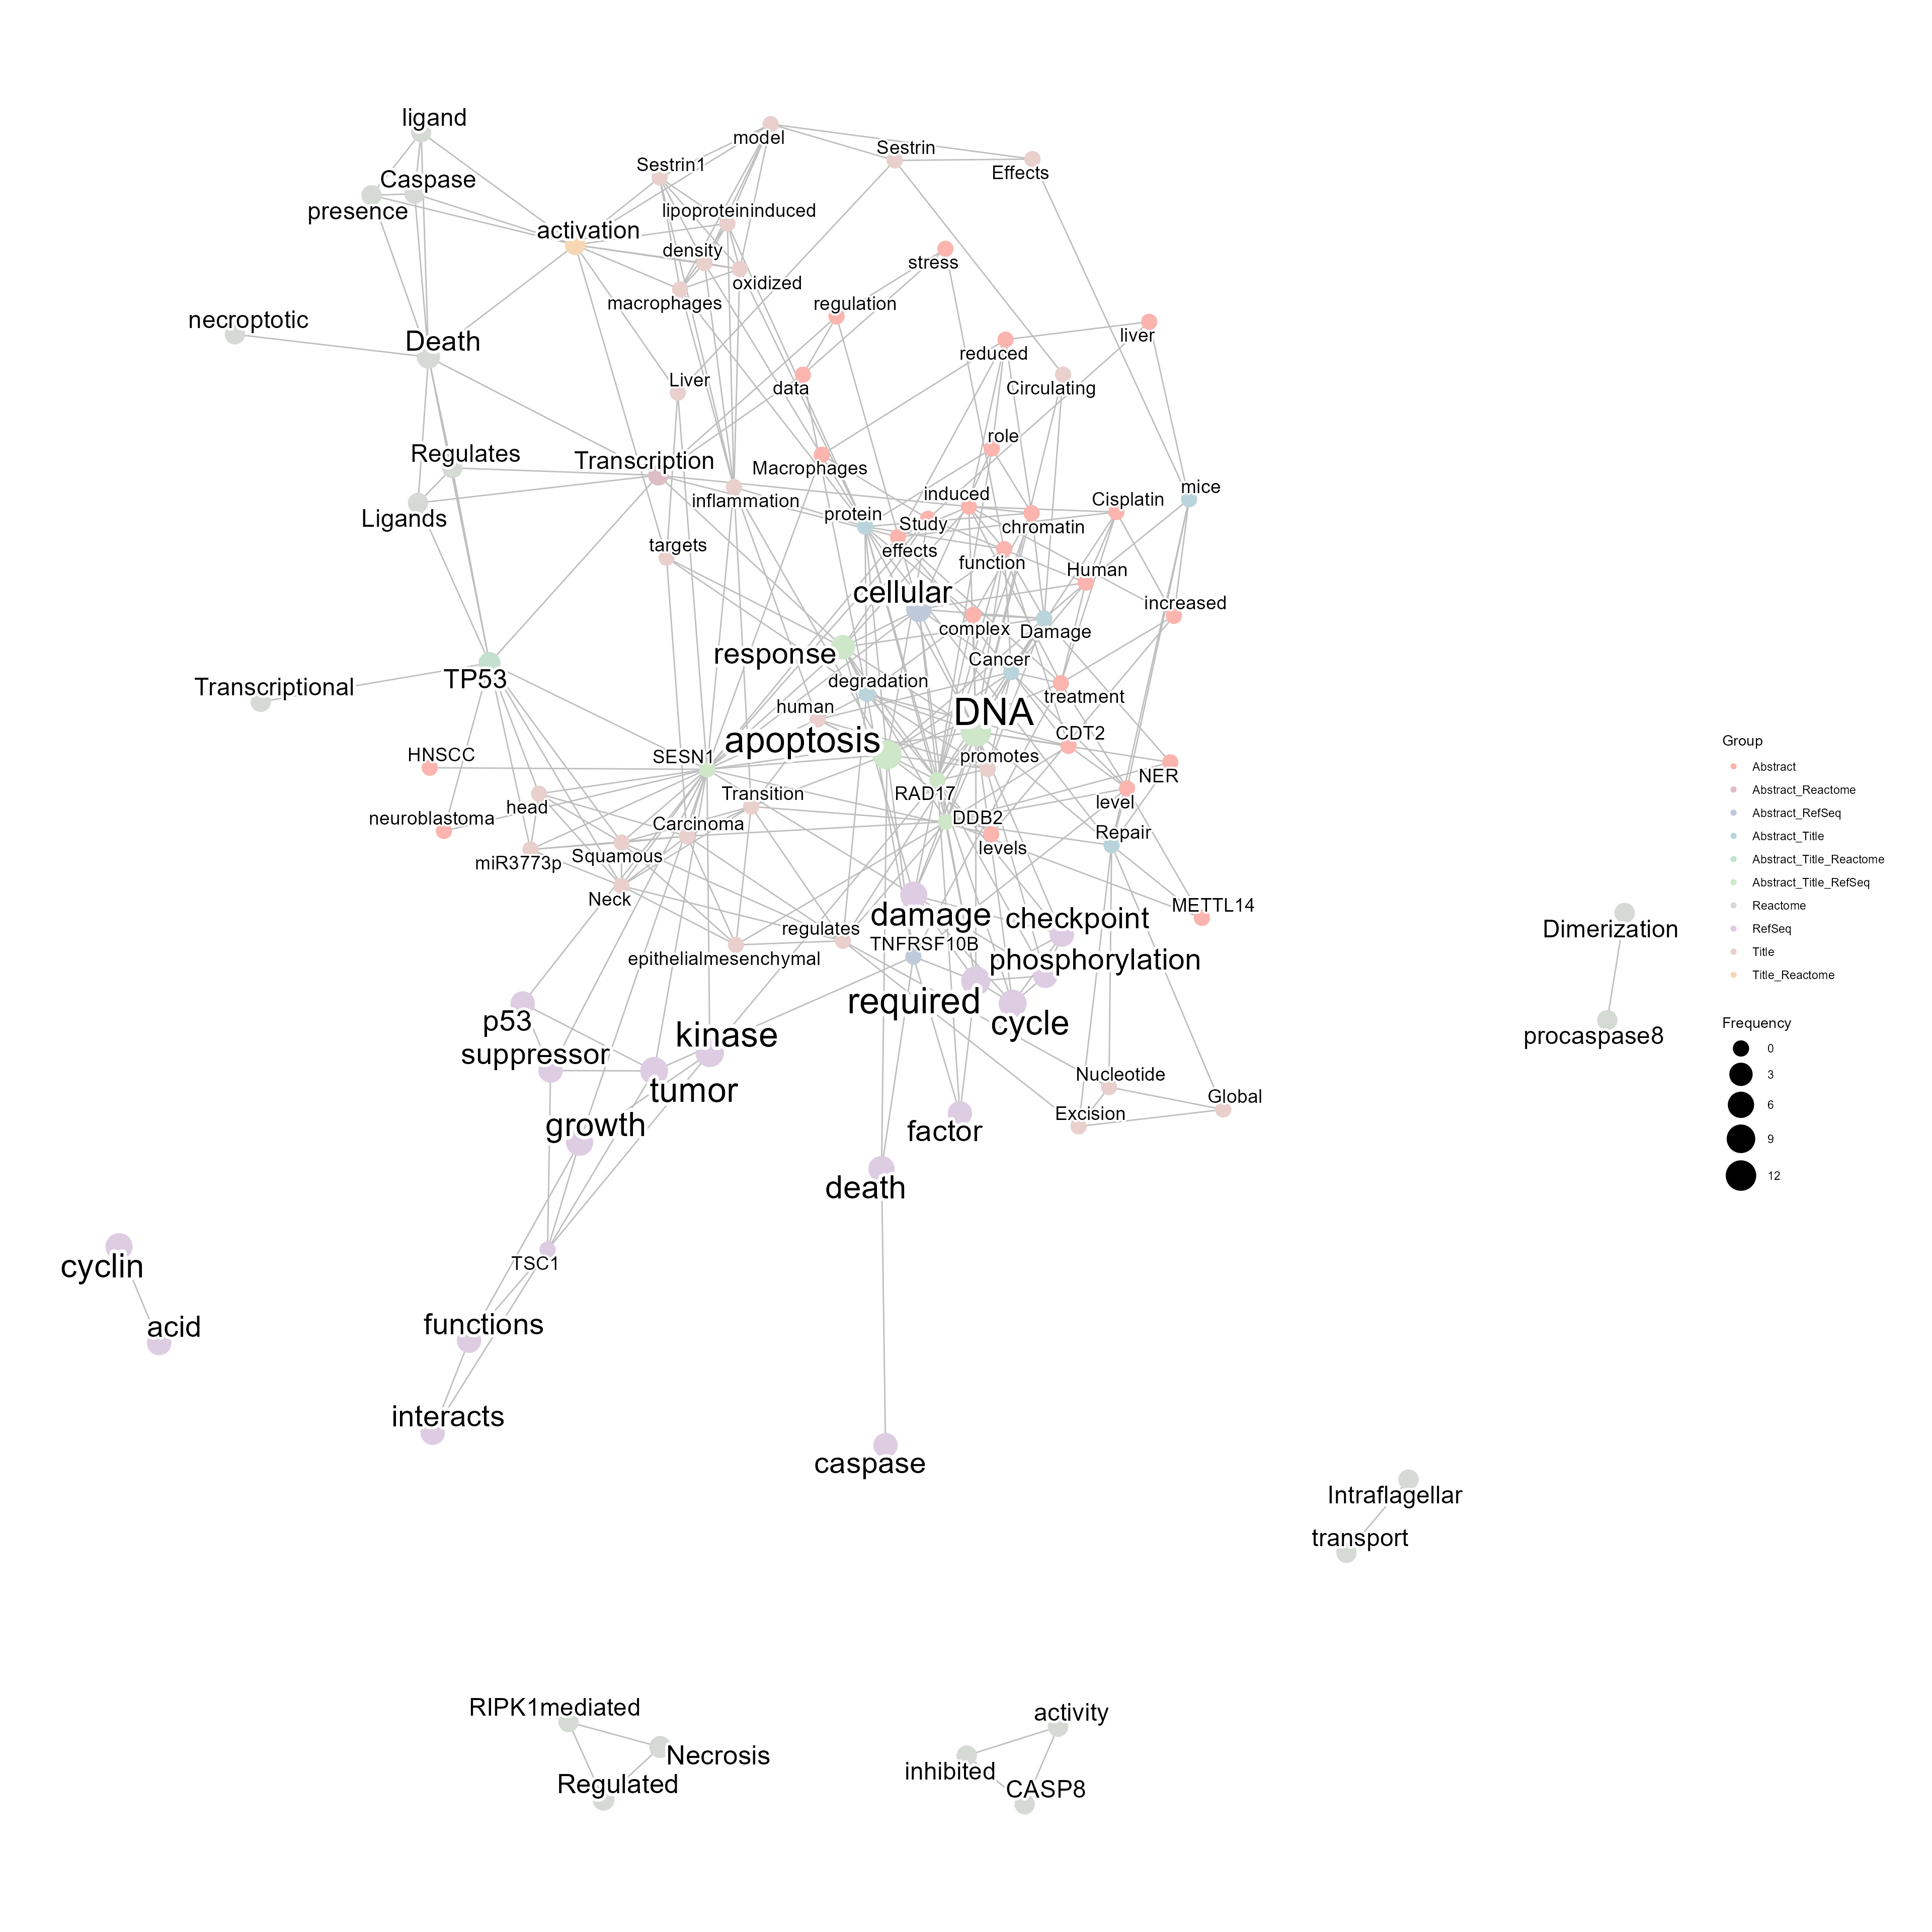 ligand
model
Sestrin
Sestrin1
Effects
Caspase
presence
lipoproteininduced
activation
density
stress
oxidized
macrophages
regulation
necroptotic
liver
Death
reduced
Liver
data
Circulating
role
Regulates
Transcription
Macrophages
mice
induced
Cisplatin
inflammation
protein
Ligands
Study
chromatin
targets
effects
function
Human
cellular
increased
complex
Damage
response
Cancer
TP53
degradation
Transcriptional
treatment
human
DNA
CDT2
apoptosis
HNSCC
SESN1
promotes
NER
Transition
RAD17
head
level
neuroblastoma
Carcinoma
DDB2
Repair
levels
Squamous
miR3773p
Neck
METTL14
damage
checkpoint
regulates
TNFRSF10B
epithelialmesenchymal
phosphorylation
required
p53
cycle
kinase
suppressor
Nucleotide
tumor
Global
Excision
growth
factor
death
TSC1
cyclin
acid
functions
interacts
caspase
Dimerization
procaspase8
Intraflagellar
transport
RIPK1mediated
Necrosis
Regulated
activity
inhibited
CASP8
Group
Abstract
Abstract_Reactome
Abstract_RefSeq
Abstract_Title
Abstract_Title_Reactome
Abstract_Title_RefSeq
Reactome
RefSeq
Title
Title_Reactome
Frequency
0
3
6
9
12